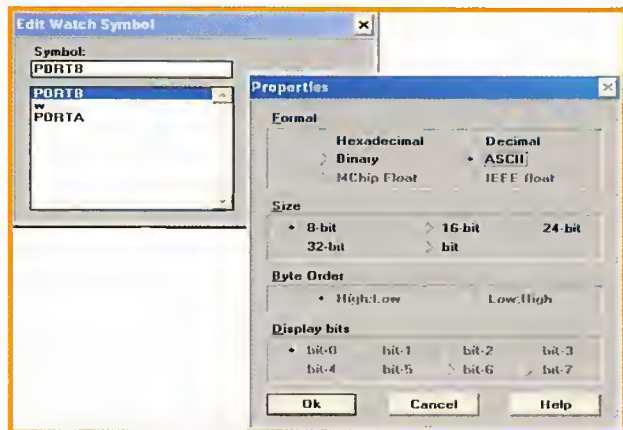 Edit Watch Symbol
Symbol:
PORTB
PORTB
w
PORTA
Properties
Format
Hexadecimal Decimal
Binary ASCII
MChip Float IEEE float
Size
8-bit 16-bit 24-bit
32-bit bit
Byte Order
High:Low Low:High
Display bits
bit-0 bit-1 bit-2 bit-3
bit-4 bit-5 bit-6 bit-7
Ok Cancel Help